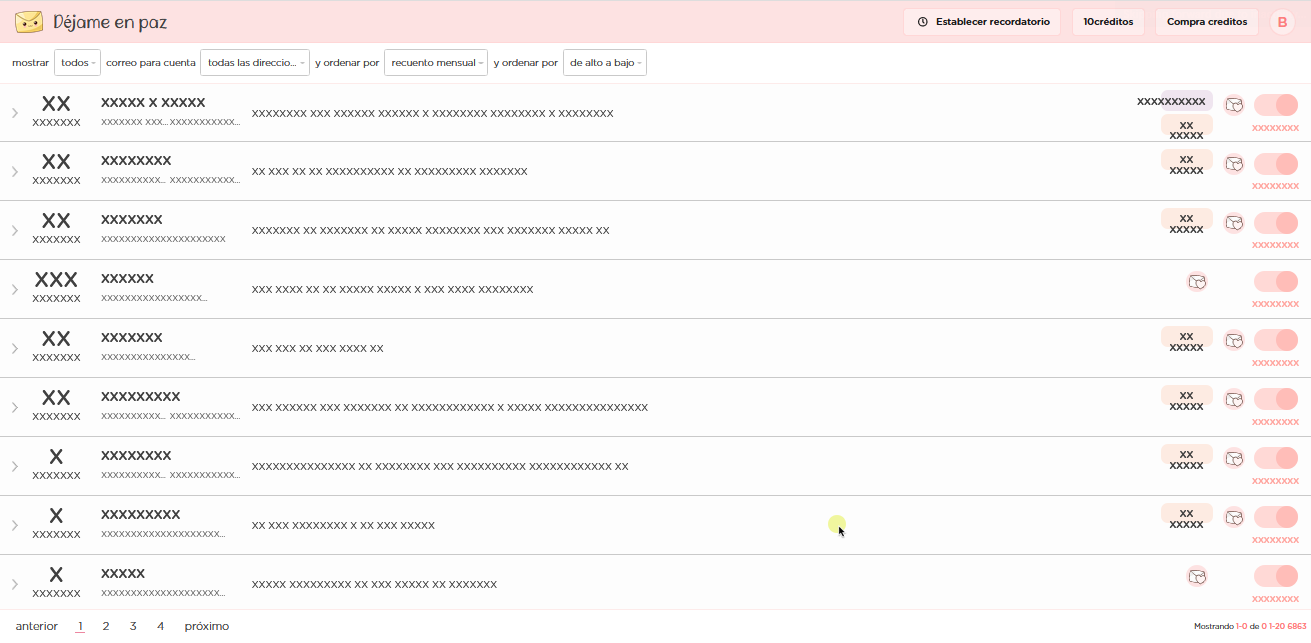 Déjame en paz
Establecer recordatorio 10créditos Compra creditos B
mostrar todos correo para cuenta todas las direccio... y ordenar por recuento mensual y ordenar por de alto a bajo
XX XXXXX X XXXXX XXXXXXXXXX
XXXXXXXX XXX XXXXXX XXXXXX X XXXXXXXX XXXXXXXX X XXXXXXXX
XXXXXXX XXXXXXX XXX... XXXXXXXXXXX... XX XXXXX XXXXXXXX
XX XXXXXXXX XX XXXXX
XX XXX XX XX XXXXXXXXXX XX XXXXXXXXX XXXXXXX
XXXXXXX XXXXXXXXXX... XXXXXXXXXXX... XXXXXXXX
XX XXXXXXX XX XXXXX
XXXXXXX XX XXXXXXX XX XXXXX XXXXXXXX XXX XXXXXXX XXXXX XX
XXXXXXX XXXXXXXXXXXXXXXXXXXXX XXXXXXXX
XXX XXXXXX
XXX XXXX XX XX XXXXX XXXXX X XXX XXXX XXXXXXXX
XXXXXXX XXXXXXXXXXXXXXXXX... XXXXXXXX
XX XXXXXXX XX XXXXX
XXX XXX XX XXX XXXX XX
XXXXXXX XXXXXXXXXXXXXXX... XXXXXXXX
XX XXXXXXXXX XX XXXXX
XXX XXXXXX XXX XXXXXXX XX XXXXXXXXXXXX X XXXXX XXXXXXXXXXXXXXX
XXXXXXX XXXXXXXXXX... XXXXXXXXXXX... XXXXXXXX
X XXXXXXXX XX XXXXX
XXXXXXXXXXXXXXX XX XXXXXXXX XXX XXXXXXXXXX XXXXXXXXXXXX XX
XXXXXXX XXXXXXXXXX... XXXXXXXXXXX... XXXXXXXX
X XXXXXXXXX XX XXXXX
XX XXX XXXXXXXX X XX XXX XXXXX
XXXXXXX XXXXXXXXXXXXXXXXXXXX... XXXXXXXX
X XXXXX
XXXXX XXXXXXXXX XX XXX XXXXX XX XXXXXXX
XXXXXXX XXXXXXXXXXXXXXXXXXXX... XXXXXXXX
anterior 1 2 3 4 próximo
Mostrando 1-0 de 0 1-20 6863